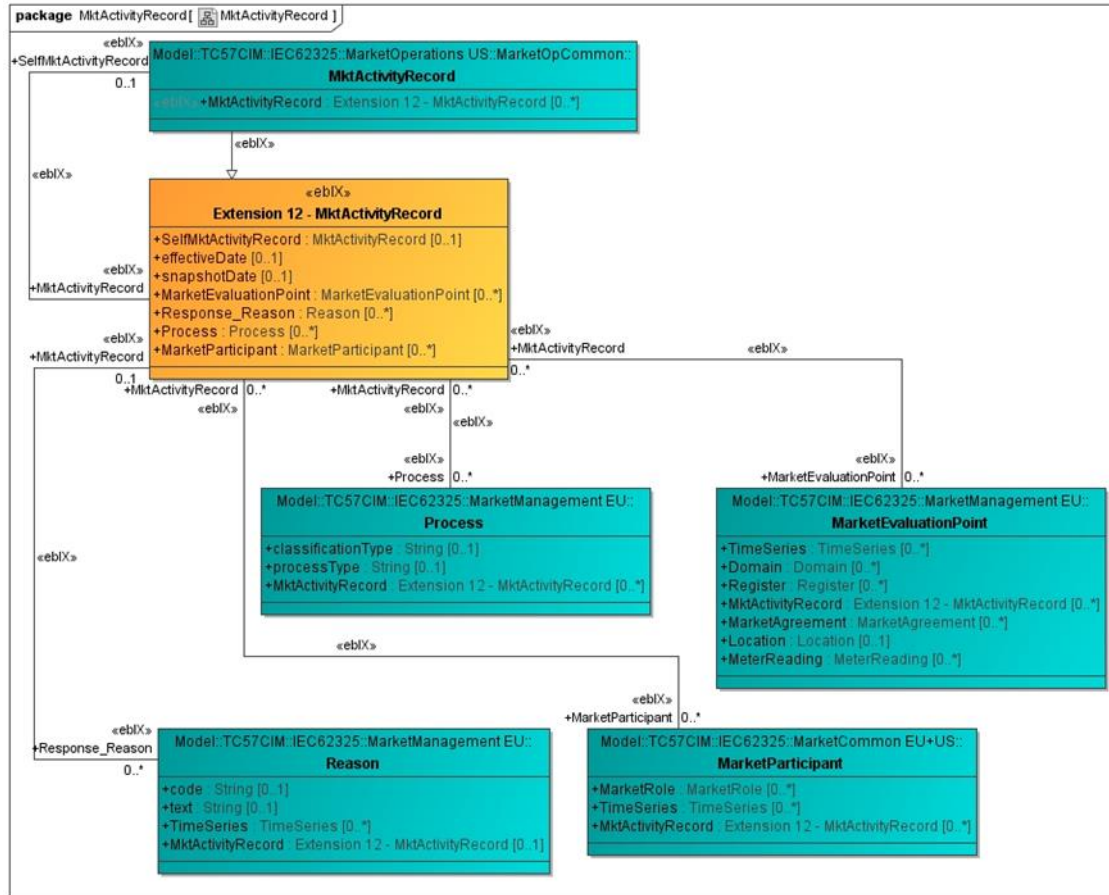 package MktActivityRecord[ MktActivityRecord ]
«ebIX»
+SelfMktActivityRecord
0..1
Model::TC57CIM::IEC62325::MarketOperations US::MarketOpCommon::
MktActivityRecord
«ebIX» +MktActivityRecord : Extension 12 - MktActivityRecord [0..*]
«ebIX»
«ebIX»
«ebIX»
Extension 12 - MktActivityRecord
+SelfMktActivityRecord : MktActivityRecord [0..1]
+effectiveDate [0..1]
+snapshotDate [0..1]
+MarketEvaluationPoint : MarketEvaluationPoint [0..*]
+Response_Reason : Reason [0..*]
+Process : Process [0..*]
+MarketParticipant : MarketParticipant [0..*]
«ebIX»
+MktActivityRecord
«ebIX»
+MktActivityRecord
0..1
«ebIX»
+MktActivityRecord
0..*
«ebIX»
+MktActivityRecord 0..*
«ebIX»
+MktActivityRecord 0..*
«ebIX»
«ebIX»
«ebIX»
+Process 0..*
«ebIX»
+MarketEvaluationPoint 0..*
Model::TC57CIM::IEC62325::MarketManagement EU::
Process
+classificationType : String [0..1]
+processType : String [0..1]
+MktActivityRecord : Extension 12 - MktActivityRecord [0..*]
Model::TC57CIM::IEC62325::MarketManagement EU::
MarketEvaluationPoint
+TimeSeries : TimeSeries [0..*]
+Domain : Domain [0..*]
+Register : Register [0..*]
+MktActivityRecord : Extension 12 - MktActivityRecord [0..*]
+MarketAgreement : MarketAgreement [0..*]
+Location : Location [0..1]
+MeterReading : MeterReading [0..*]
«ebIX»
«ebIX»
«ebIX»
+MarketParticipant 0..*
«ebIX»
+Response_Reason
0..*
Model::TC57CIM::IEC62325::MarketManagement EU::
Reason
+code : String [0..1]
+text : String [0..1]
+TimeSeries : TimeSeries [0..*]
+MktActivityRecord : Extension 12 - MktActivityRecord [0..1]
Model::TC57CIM::IEC62325::MarketCommon EU+US::
MarketParticipant
+MarketRole : MarketRole [0..*]
+TimeSeries : TimeSeries [0..*]
+MktActivityRecord : Extension 12 - MktActivityRecord [0..*]